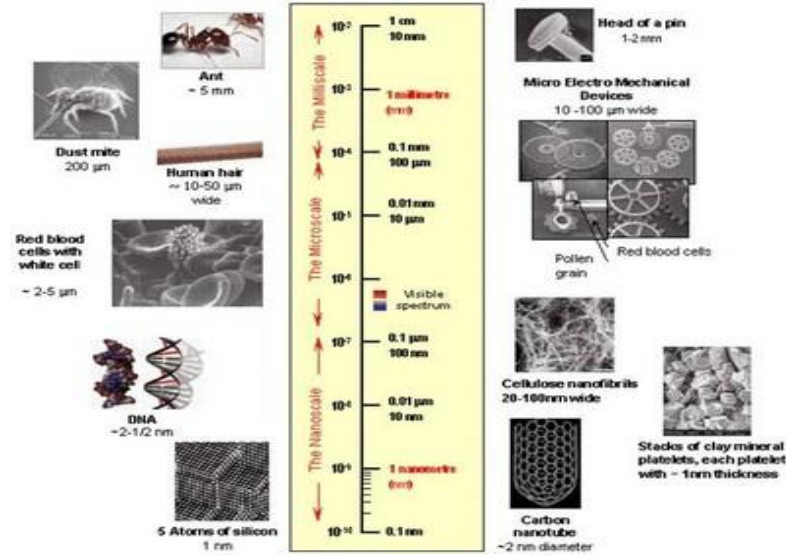 Ant
~ 5 mm
Dust mite
200 µm
Human hair
~ 10-50 µm
wide
Red blood
cells with
white cell
~ 2-5 µm
DNA
~2-1/2 nm
5 Atoms of silicon
1 nm
The Milliscale
The Microscale
The Nanoscale
10-2
1 cm
10 mm
10-3
1 millimetre
(mm)
10-4
0.1 mm
100 µm
0.01 mm
10-5
10 µm
10-6
Visible
spectrum
10-7
0.1 µm
100 nm
0.01 µm
10-8
10 nm
10-9
1 nanometre
(nm)
10-10
0.1 nm
Head of a pin
1-2 mm
Micro Electro Mechanical
Devices
10 -100 µm wide
Pollen
grain
Red blood cells
Cellulose nanofibrils
20-100nm wide
Stacks of clay mineral
platelets, each platelet
with ~ 1nm thickness
Carbon
nanotube
~2 nm diameter